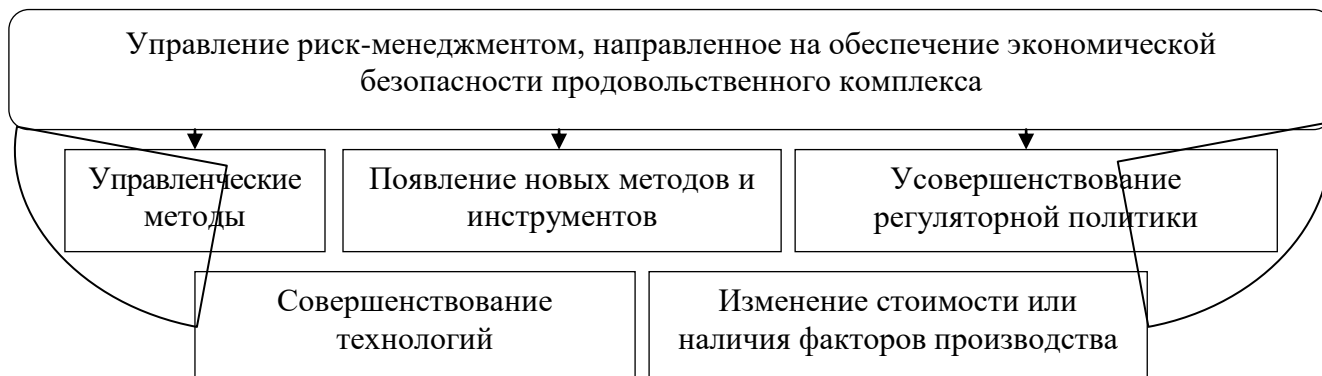 Управление риск-менеджментом, направленное на обеспечение экономической
безопасности продовольственного комплекса
Управленческие
методы
Появление новых методов и
инструментов
Усовершенствование
регуляторной политики
Совершенствование
технологий
Изменение стоимости или
наличия факторов производства